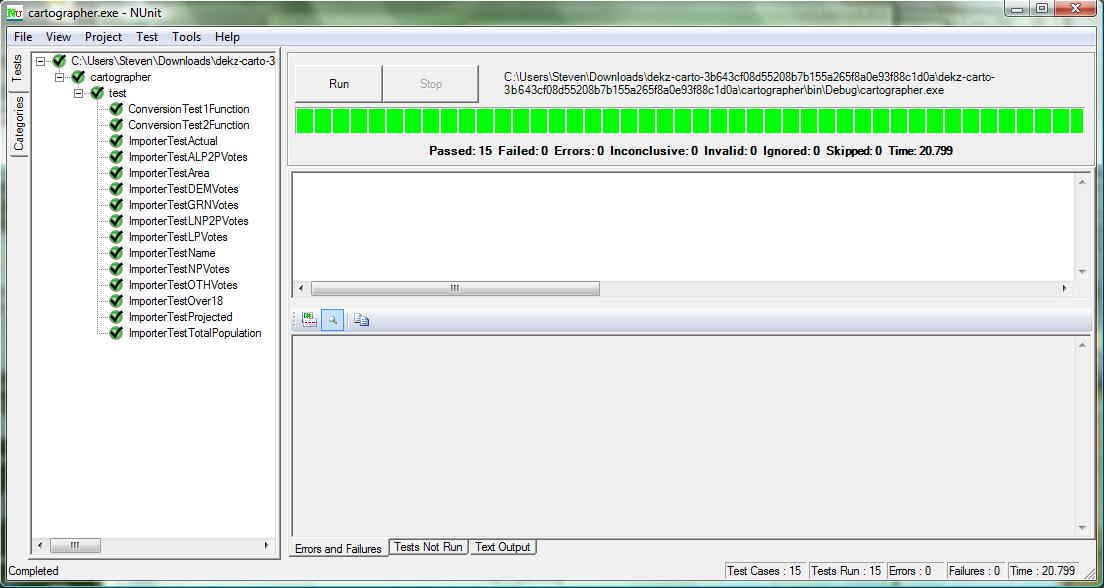 cartographer.exe - NUnit
File View Project Test Tools Help
Tests
Categories
C:\Users\Steven\Downloads\dekz-carto-3
cartographer
test
ConversionTest1Function
ConversionTest2Function
ImporterTestActual
ImporterTestALP2PVotes
ImporterTestArea
ImporterTestDEMVotes
ImporterTestGRNVotes
ImporterTestLNP2PVotes
ImporterTestLPVotes
ImporterTestName
ImporterTestNPVotes
ImporterTestOTHVotes
ImporterTestOver18
ImporterTestProjected
ImporterTestTotalPopulation
Run Stop
C:\Users\Steven\Downloads\dekz-carto-
3b643cf08d55208b7b155a265f8a0e93f88c1d0a\dekz-carto-
3b643cf08d55208b7b155a265f8a0e93f88c1d0a\cartographer\bin\Debug\cartographer.exe
Passed: 15 Failed: 0 Errors: 0 Inconclusive: 0 Invalid: 0 Ignored: 0 Skipped: 0 Time: 20.799
Errors and Failures Tests Not Run Text Output
Completed
Test Cases : 15 Tests Run : 15 Errors : 0 Failures : 0 Time : 20.799